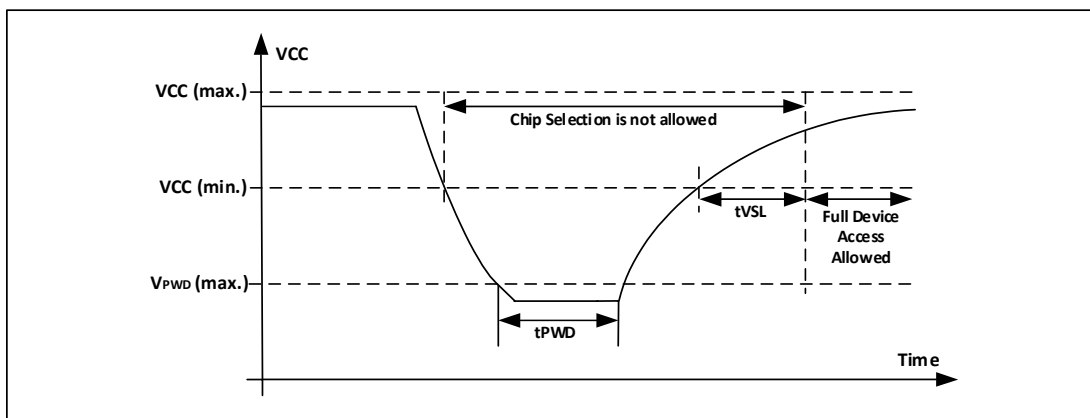 VCC
VCC (max.)
Chip Selection is not allowed
VCC (min.)
tVSL
Full Device
Access
Allowed
VPWD (max.)
tPWD
Time